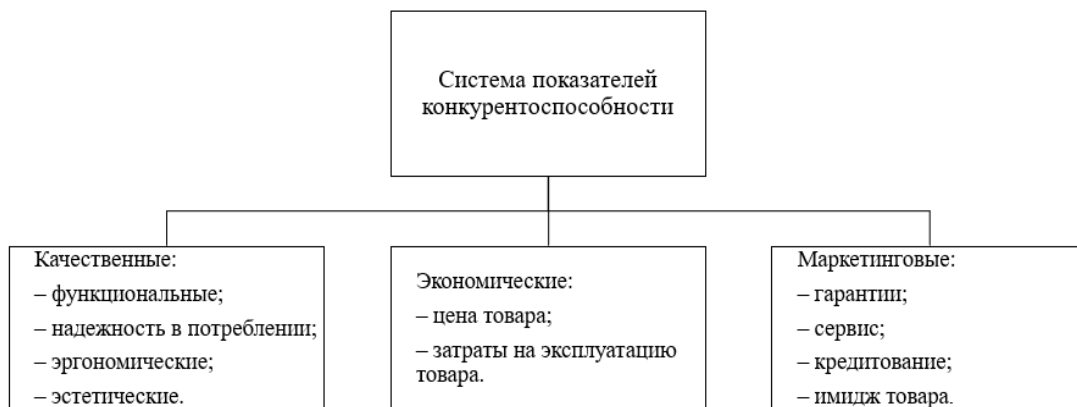 Система показателей
конкурентоспособности
Качественные:
– функциональные;
– надежность в потреблении;
– эргономические;
– эстетические.
Экономические:
– цена товара;
– затраты на эксплуатацию
товара.
Маркетинговые:
– гарантии;
– сервис;
– кредитование;
– имидж товара.